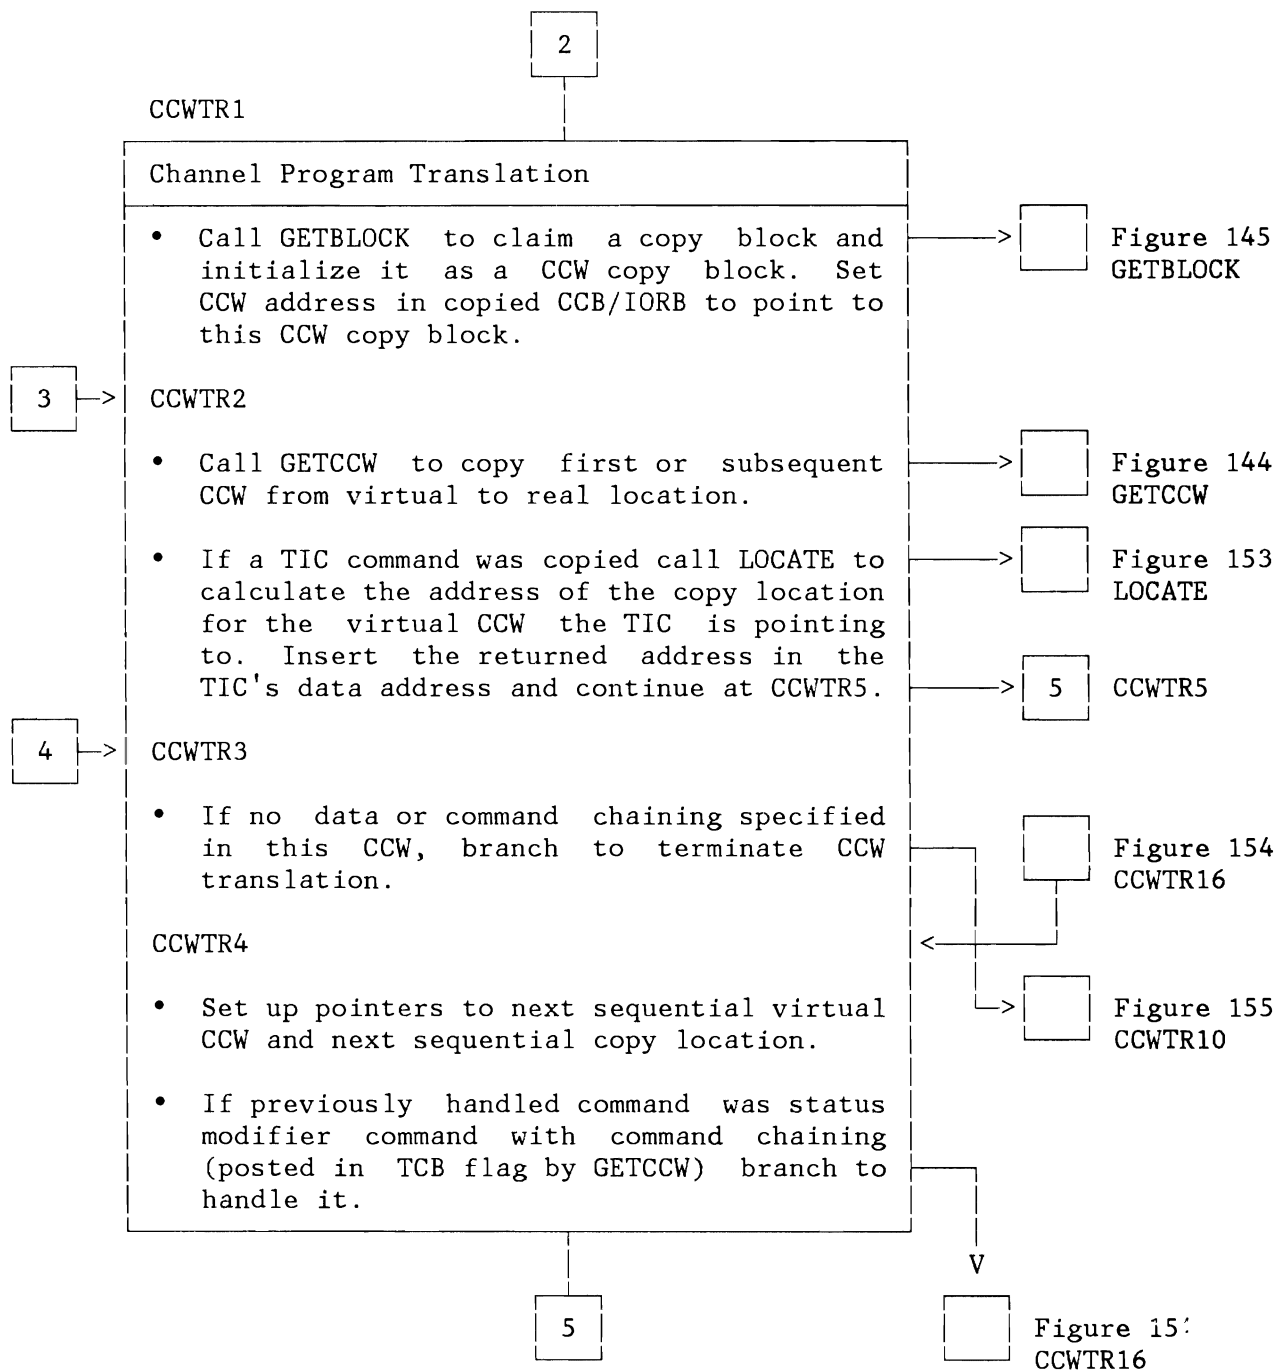 2
CCWTR1
Channel Program Translation
• Call GETBLOCK to claim a copy block and
initialize it as a CCW copy block. Set
CCW address in copied CCB/IORB to point to
this CCW copy block.
Figure 145
GETBLOCK
3
CCWTR2
• Call GETCCW to copy first or subsequent
CCW from virtual to real location.
Figure 144
GETCCW
• If a TIC command was copied call LOCATE to
calculate the address of the copy location
for the virtual CCW the TIC is pointing
to. Insert the returned address in the
TIC's data address and continue at CCWTR5.
Figure 153
LOCATE
5 CCWTR5
4
CCWTR3
• If no data or command chaining specified
in this CCW, branch to terminate CCW
translation.
Figure 154
CCWTR16
CCWTR4
• Set up pointers to next sequential virtual
CCW and next sequential copy location.
Figure 155
CCWTR10
• If previously handled command was status
modifier command with command chaining
(posted in TCB flag by GETCCW) branch to
handle it.
5
Figure
CCWTR16